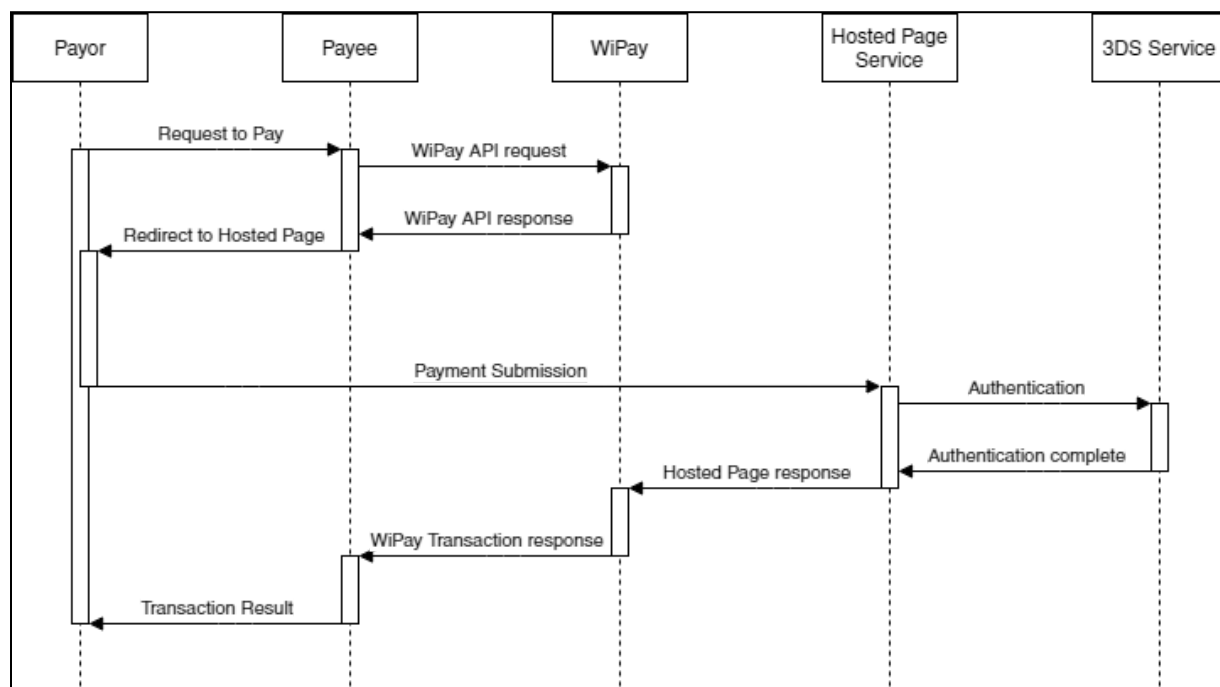 Payor
Payee
WiPay
Hosted Page
Service
3DS Service
Request to Pay
WiPay API request
WiPay API response
Redirect to Hosted Page
Payment Submission
Authentication
Authentication complete
Hosted Page response
WiPay Transaction response
Transaction Result